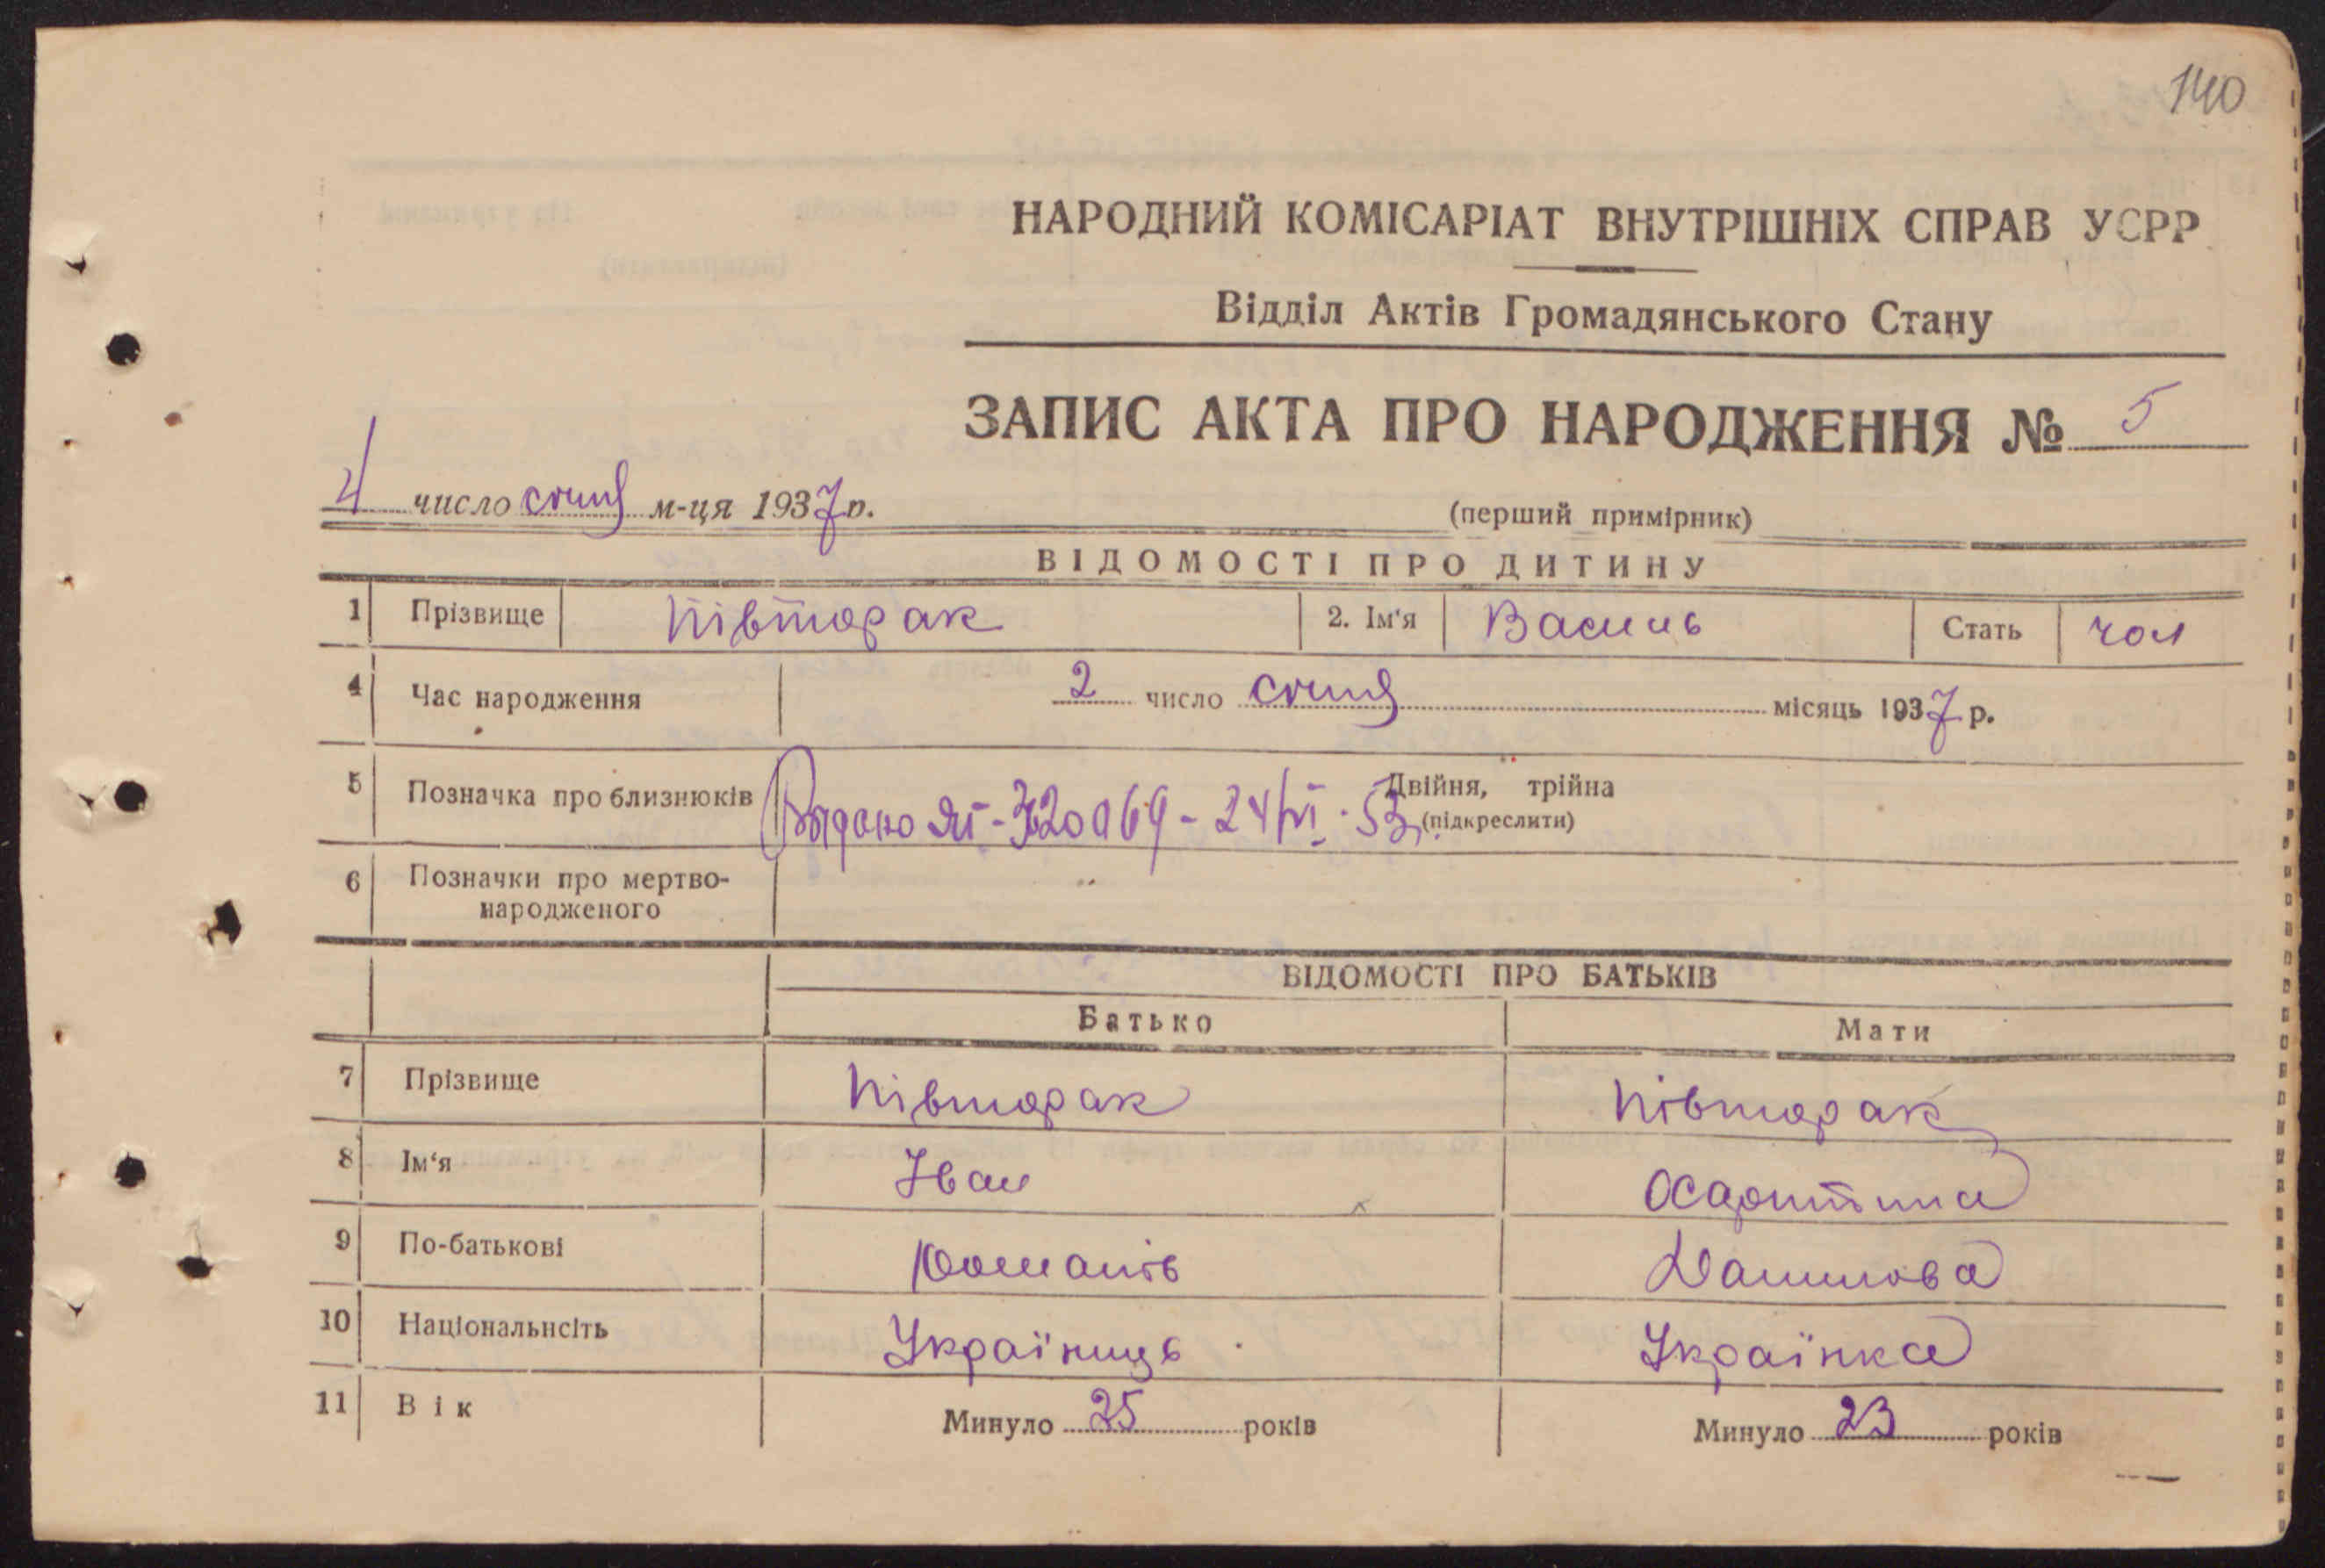 140
НАРОДНИЙ КОМІСАРІАТ ВНУТРІШНІХ СПРАВ УСРР
Відділ Актів Громадянського Стану
ЗАПИС АКТА ПРО НАРОДЖЕННЯ № 5
4 число січня м-ця 1937 р.
(перший примірник)
ВІДОМОСТІ ПРО ДИТИНУ
1 Прізвище Півторак 2. Ім'я Василь Стать чол
4 Час народження 2 число січня місяць 1937 р.
5 Позначка про близнюків Двійня, трійна
(підкреслити)
6 Позначки про мертво-
народженого
ВІДОМОСТІ ПРО БАТЬКІВ
Батько Мати
7 Прізвище Півторак Півторак
8 Ім'я Іван
9 По-батькові Романів Данилова
10 Національнсіть Україниць Українка
11 Вік Минуло 25 років Минуло 23 років